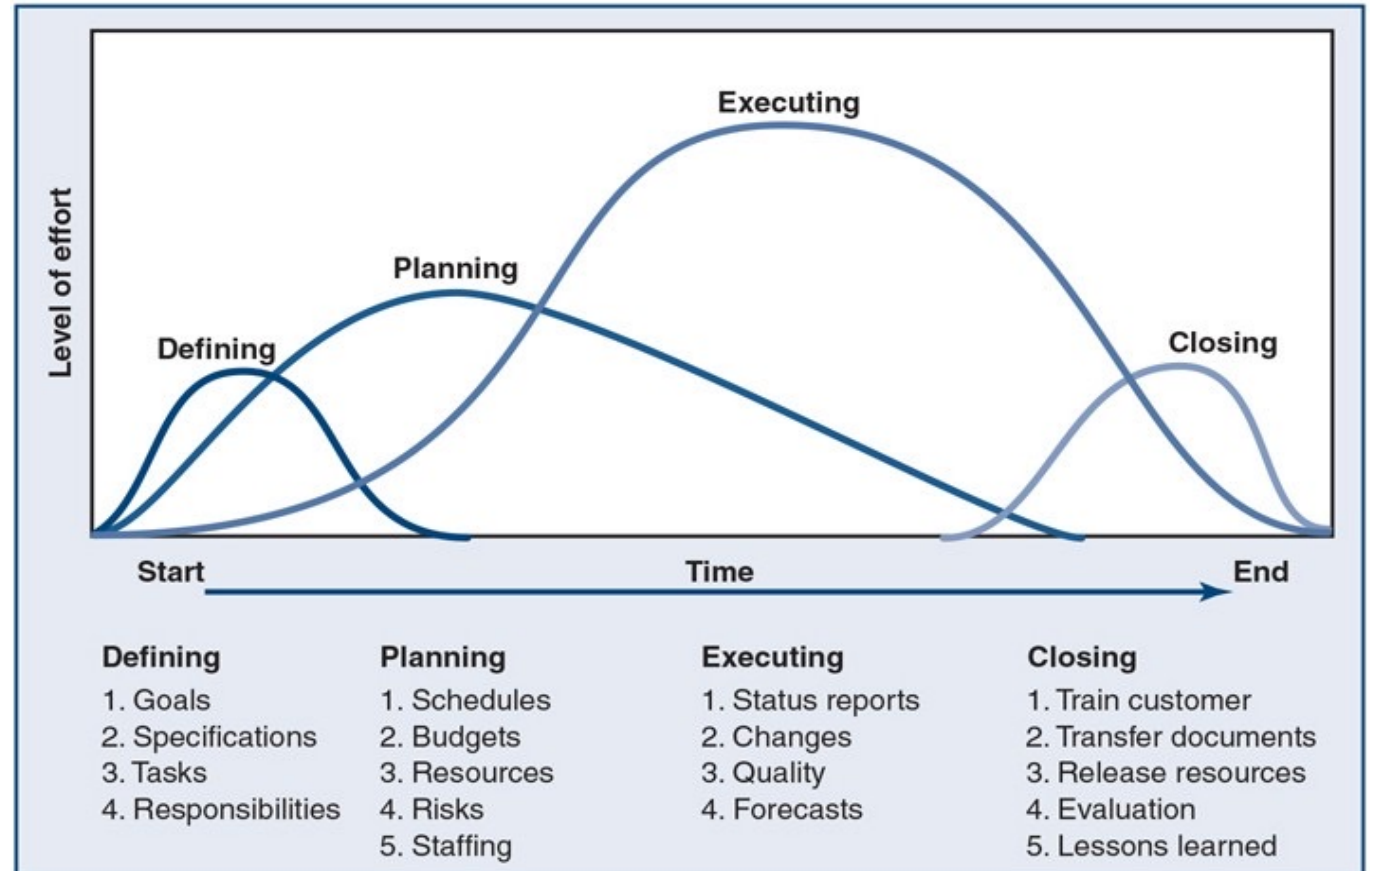 Executing
Planning
Defining
Closing
Level of effort
Start Time End
Defining
1. Goals
2. Specifications
3. Tasks
4. Responsibilities
Planning
1. Schedules
2. Budgets
3. Resources
4. Risks
5. Staffing
Executing
1. Status reports
2. Changes
3. Quality
4. Forecasts
Closing
1. Train customer
2. Transfer documents
3. Release resources
4. Evaluation
5. Lessons learned